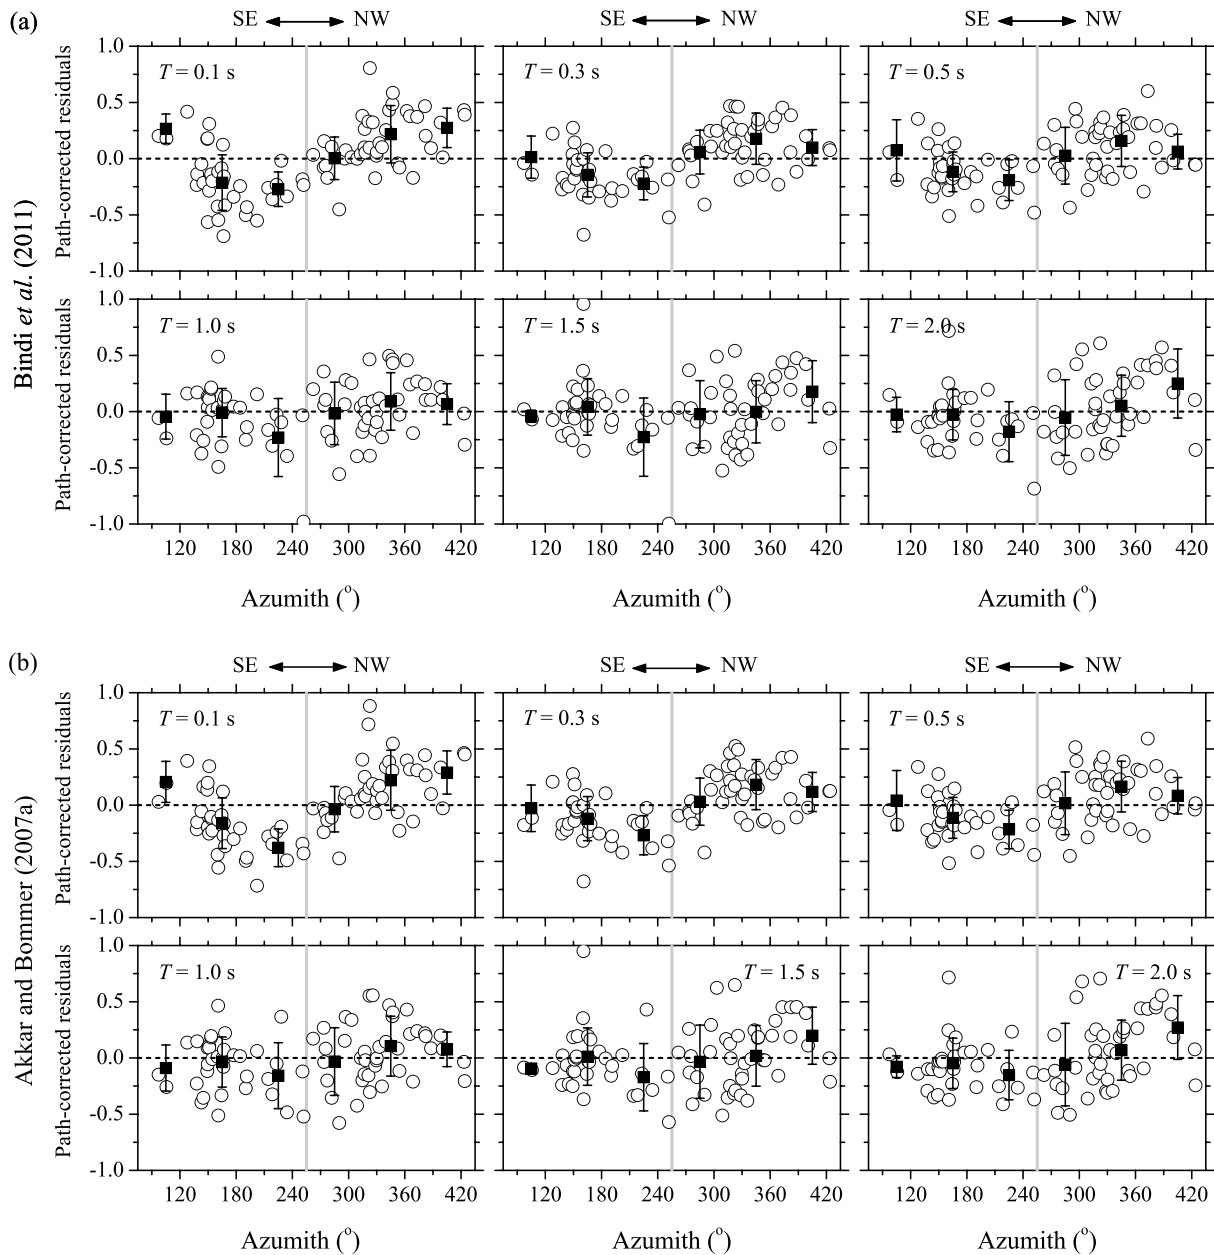 (a)
SE NW SE NW SE NW
Bindi et al. (2011)
Path-corrected residuals
1.0
0.5
0.0
-0.5
-1.0
T = 0.1 s
T = 0.3 s
T = 0.5 s
Path-corrected residuals
1.0
0.5
0.0
-0.5
-1.0
T = 1.0 s
T = 1.5 s
T = 2.0 s
120 180 240 300 360 420 120 180 240 300 360 420 120 180 240 300 360 420
Azumith (°) Azumith (°) Azumith (°)
(b)
SE NW SE NW SE NW
Akkar and Bommer (2007a)
Path-corrected residuals
1.0
0.5
0.0
-0.5
-1.0
T = 0.1 s
T = 0.3 s
T = 0.5 s
Path-corrected residuals
1.0
0.5
0.0
-0.5
-1.0
T = 1.0 s
T = 1.5 s
T = 2.0 s
120 180 240 300 360 420 120 180 240 300 360 420 120 180 240 300 360 420
Azumith (°) Azumith (°) Azumith (°)